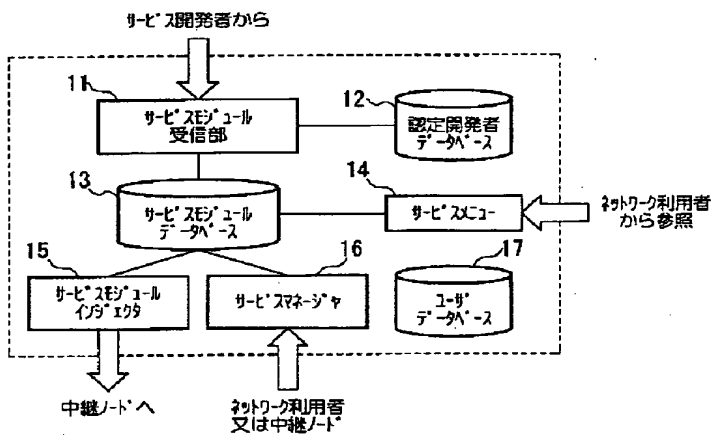 サービス開発者から
11
サービスモジュール
受信部
12
認定開発者
データベース
13
サービスモジュール
データベース
14
サービスメニュー
ネットワーク利用者
から参照
15
サービスモジュール
インジェクタ
16
サービスマネージャ
17
ユーザ
データベース
中継ノードへ
ネットワーク利用者
又は中継ノード